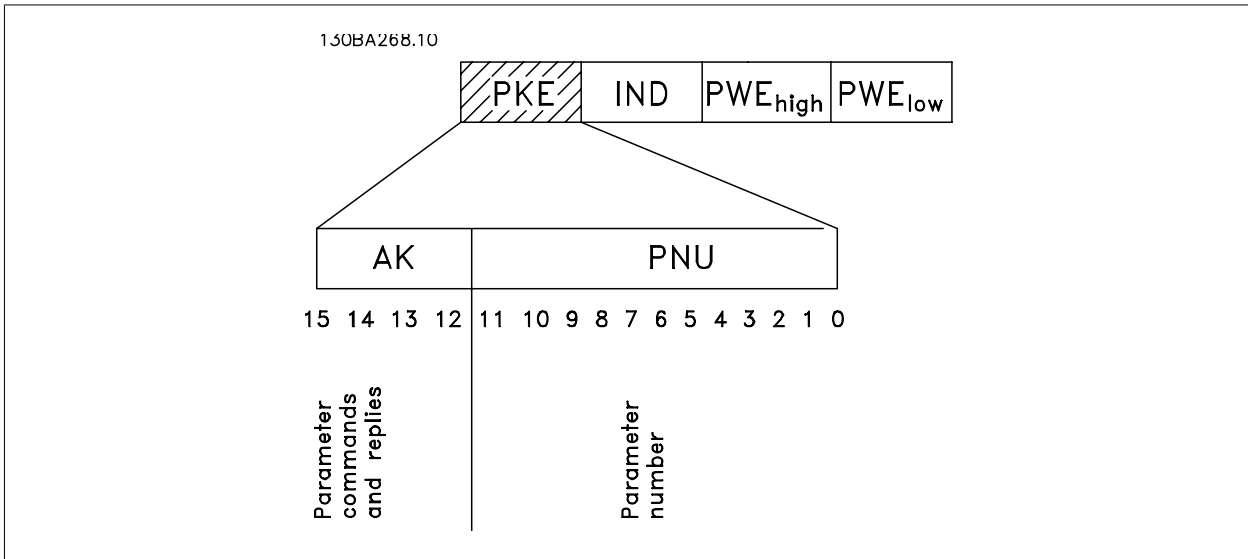 130BA268.10
PKE IND PWEhigh PWElow
AK PNU
15 14 13 12 11 10 9 8 7 6 5 4 3 2 1 0
Parameter
commands
and replies
Parameter
number